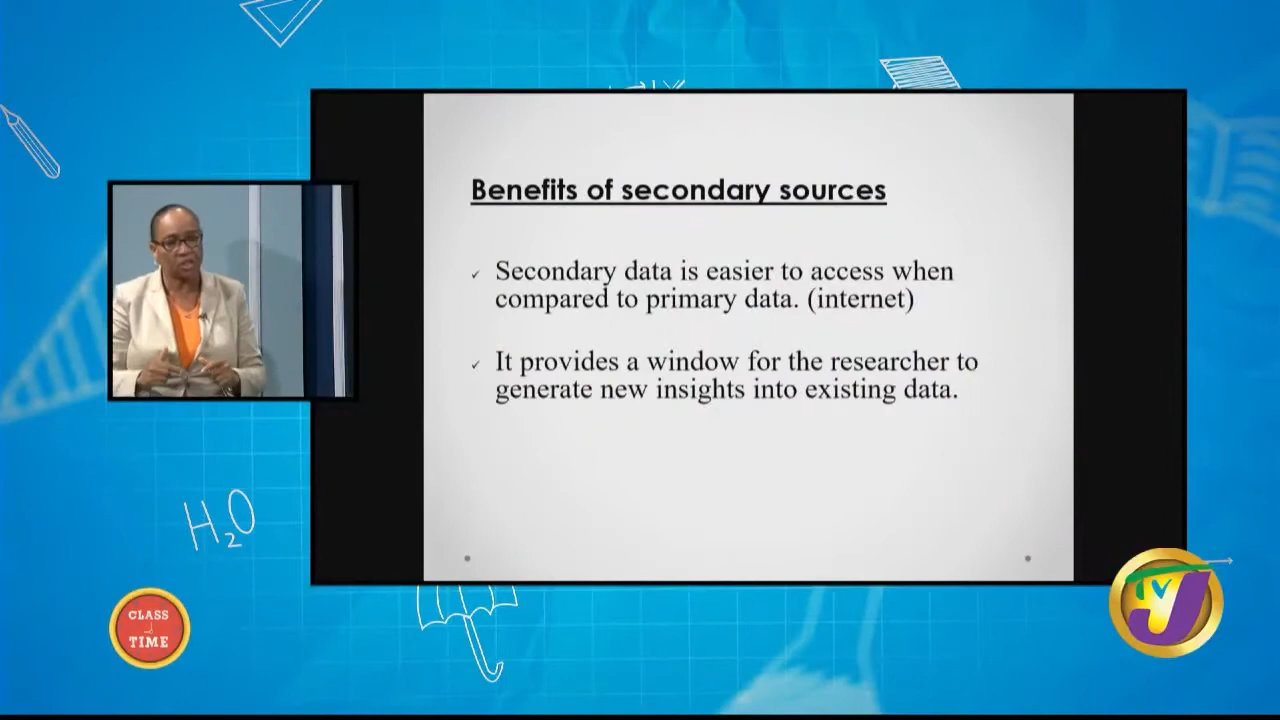 Benefits of secondary sources
✓ Secondary data is easier to access when
compared to primary data. (internet)
✓ It provides a window for the researcher to
generate new insights into existing data.
H₂O
CLASS
TIME
TVJ